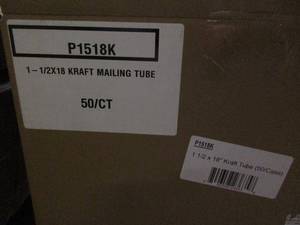 P1518K
1-1/2X18 KRAFT MAILING TUBE
50/CT
P1518K
1 1/2 x 18" Kraft Tube (50/Case)